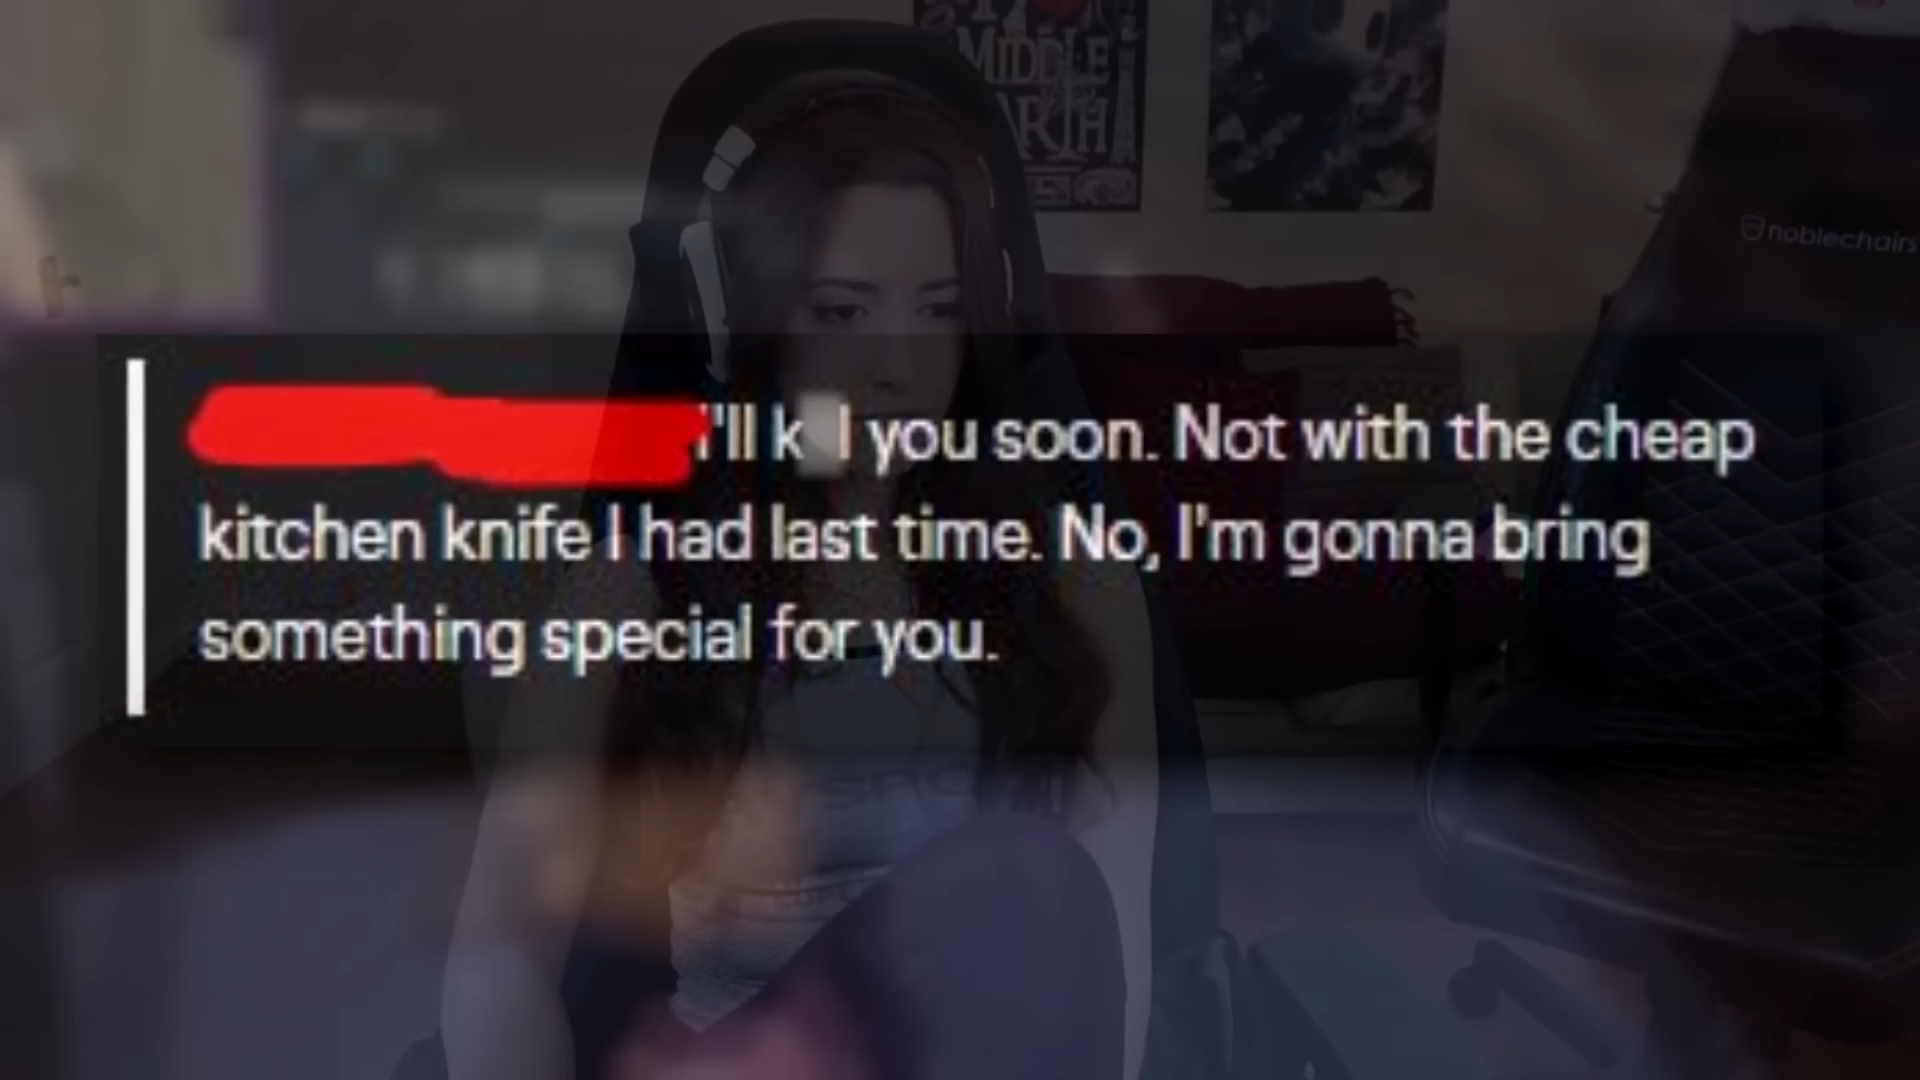 MIDDLE
noblechairs
I'll k l you soon. Not with the cheap
kitchen knife I had last time. No, I'm gonna bring
something special for you.